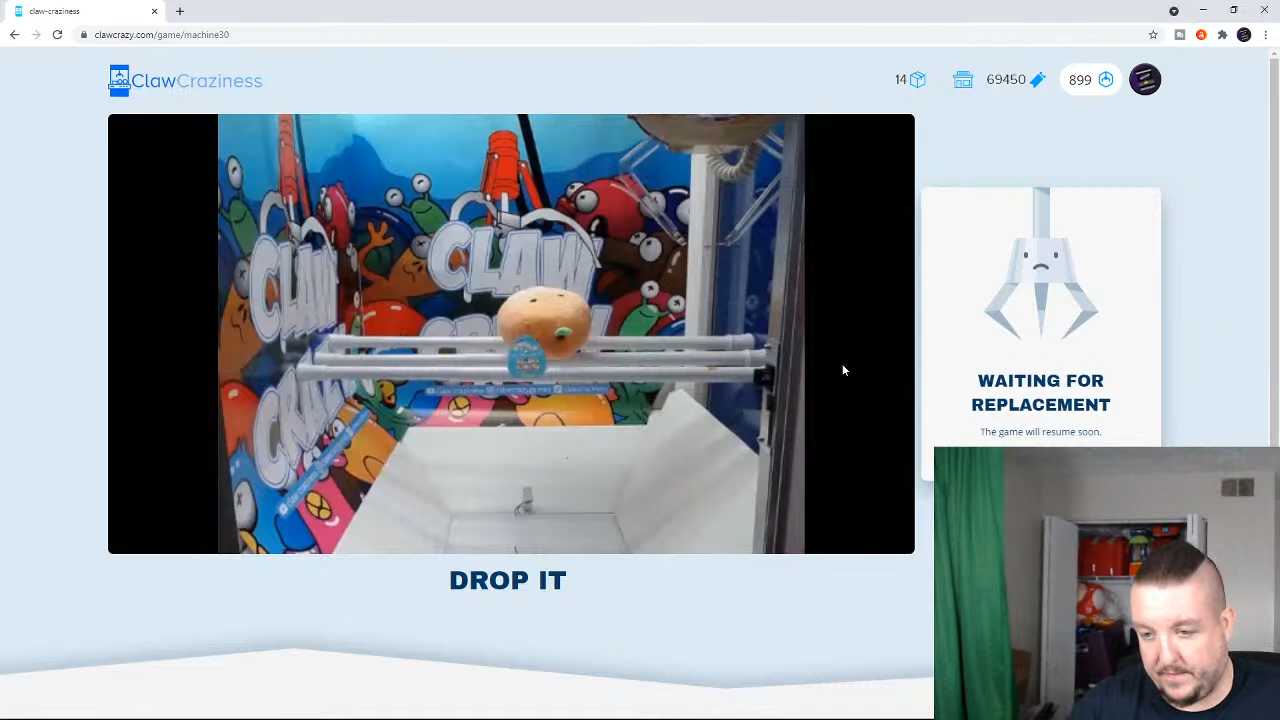 claw-craziness
clawcrazy.com/game/machine30
ClawCraziness
14
69450
899
CLAW
CLAW
CLAW
WAITING FOR
REPLACEMENT
The game will resume soon.
DROP IT